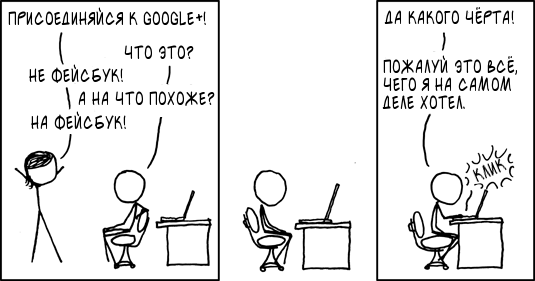 ПРИСОЕДИНЯЙСЯ К GOOGLE+!
ЧТО ЭТО?
НЕ ФЕЙСБУК!
А НА ЧТО ПОХОЖЕ?
НА ФЕЙСБУК!
ДА КАКОГО ЧЁРТА!
ПОЖАЛУЙ ЭТО ВСЁ,
ЧЕГО Я НА САМОМ
ДЕЛЕ ХОТЕЛ.
КЛИК